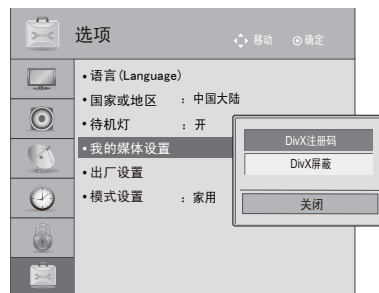 选项
移动 ⊙确定
•语言(Language)
•国家或地区 : 中国大陆
•待机灯 : 开
•我的媒体设置
•出厂设置
•模式设置 : 家用
DivX注册码
DivX屏蔽
关闭